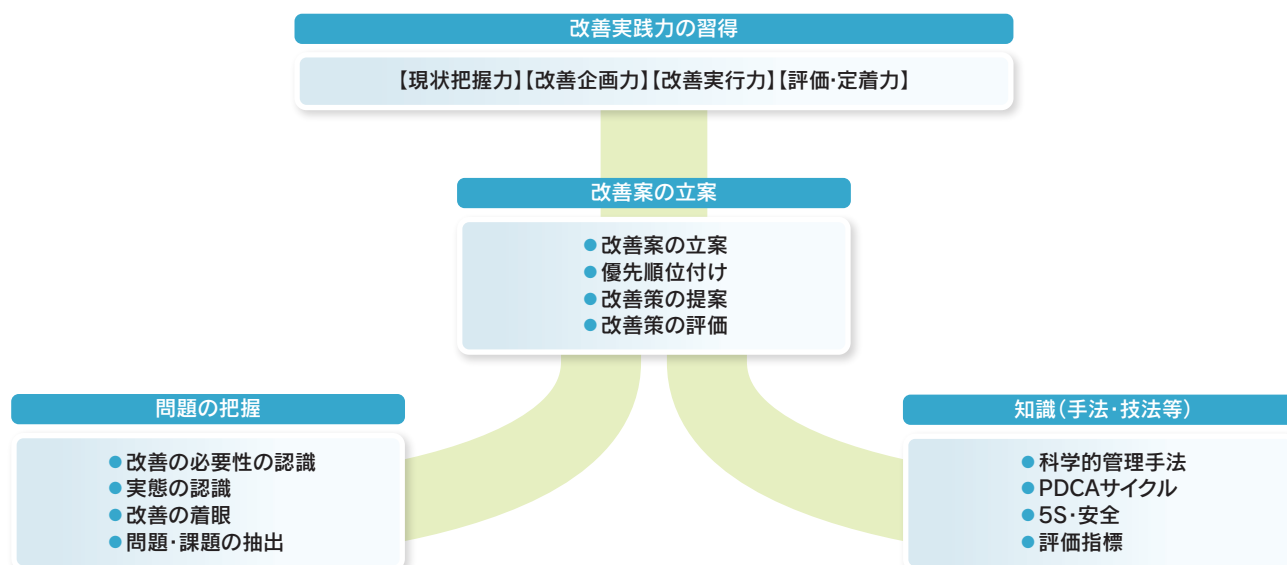 改善実践力の習得
【現状把握力】【改善企画力】【改善実行力】【評価・定着力】
改善案の立案
●改善案の立案
●優先順位付け
●改善策の提案
●改善策の評価
問題の把握
●改善の必要性の認識
●実態の認識
●改善の着眼
●問題・課題の抽出
知識（手法・技法等）
●科学的管理手法
●PDCAサイクル
●5S・安全
●評価指標